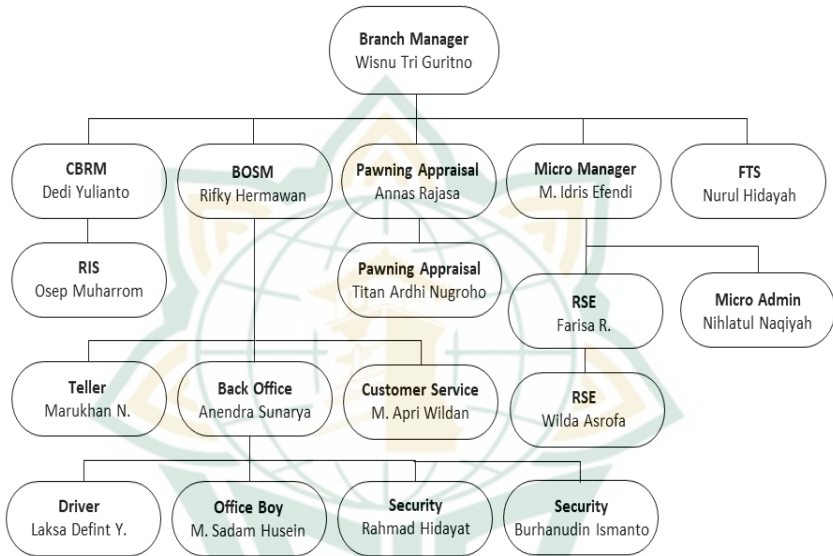 Branch Manager
Wisnu Tri Guritno
CBRM
Dedi Yulianto
BOSM
Rifky Hermawan
Pawning Appraisal
Annas Rajasa
Micro Manager
M. Idris Efendi
FTS
Nurul Hidayah
RIS
Osep Muharrom
Pawning Appraisal
Titan Ardhi Nugroho
RSE
Farisa R.
Micro Admin
Nihlatul Naqiyah
Teller
Marukhan N.
Back Office
Anendra Sunarya
Customer Service
M. Apri Wildan
RSE
Wilda Asrofa
Driver
Laksa Defint Y.
Office Boy
M. Sadam Husein
Security
Rahmad Hidayat
Security
Burhanudin Ismanto